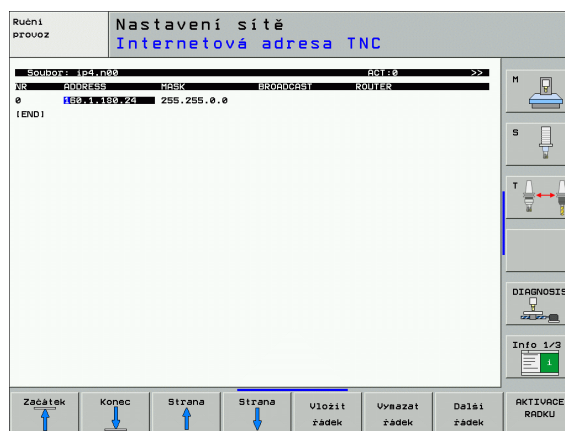 Ruční
provoz
Nastavení sítě
Internetová adresa TNC
Soubor: ip4.n00 ACT:0 >>
NR ADDRESS MASK BROADCAST ROUTER
0 160.1.180.24 255.255.0.0
[END]
M
S
T
DIAGNOSIS
Info 1/3
i
Začátek
Konec
Strana
Strana
Vložit
řádek
Vymazat
řádek
Další
řádek
AKTIVACE
RADKU